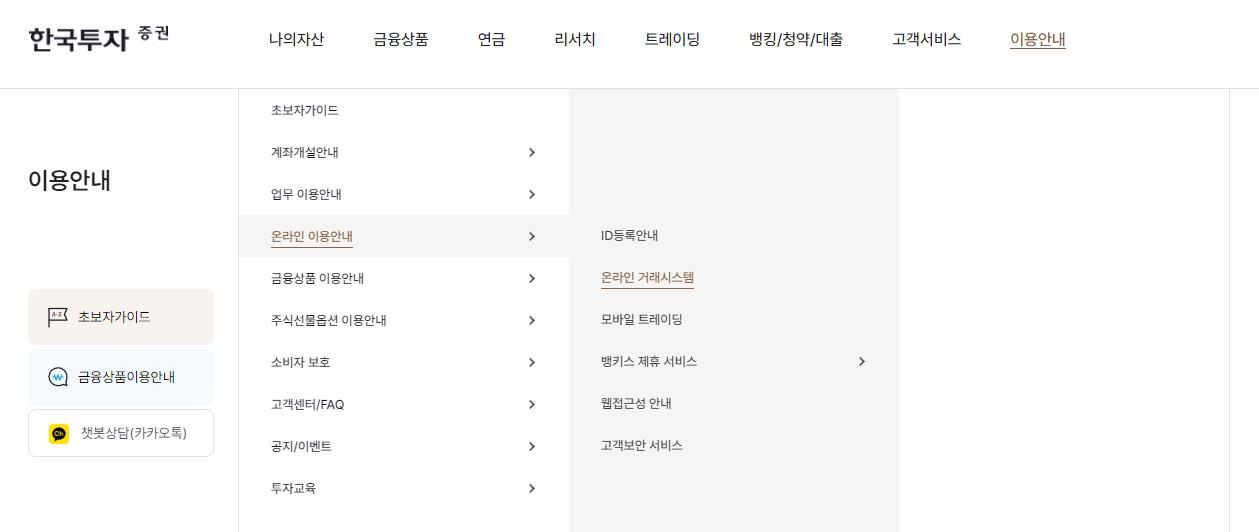 한국투자 증권
나의자산 금융상품 연금 리서치 트레이딩 뱅킹/청약/대출 고객서비스 이용안내
이용안내
A-Z 초보자가이드
금융상품이용안내
Ch 챗봇상담(카카오톡)
초보자가이드
계좌개설안내
업무 이용안내
온라인 이용안내
금융상품 이용안내
주식선물옵션 이용안내
소비자 보호
고객센터/FAQ
공지/이벤트
투자교육
ID등록안내
온라인 거래시스템
모바일 트레이딩
뱅키스 제휴 서비스
웹접근성 안내
고객보안 서비스